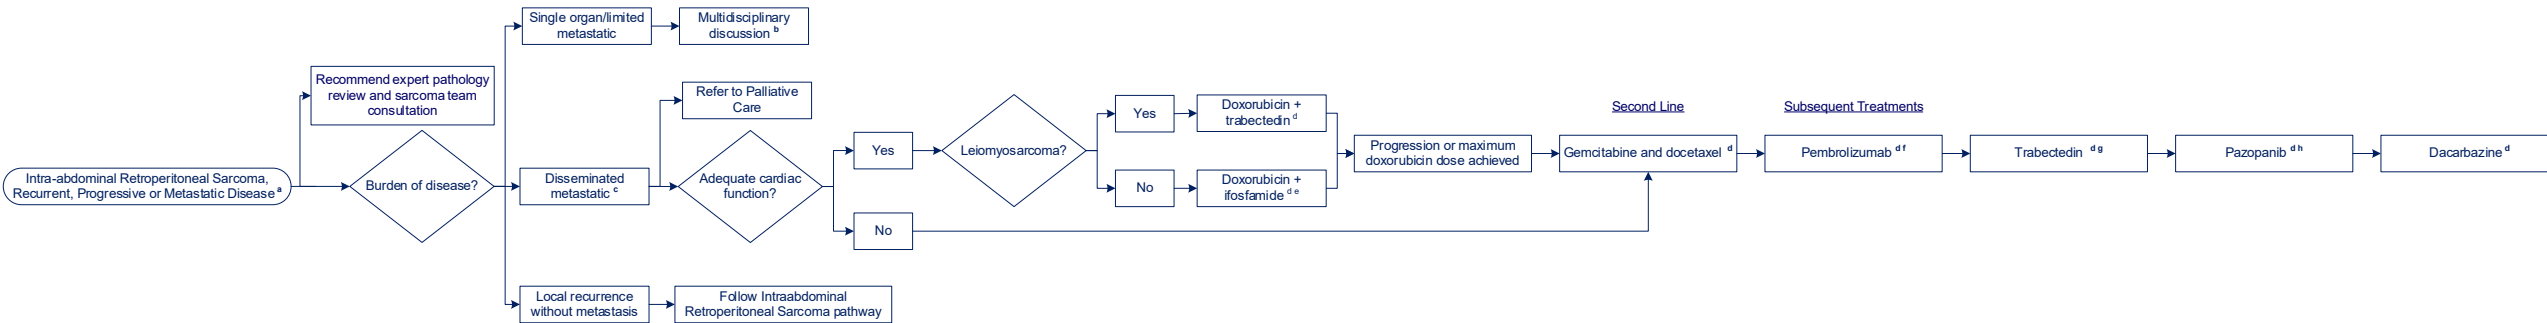 Single organ/limited
metastatic
Multidisciplinary
discussion b
Recommend expert pathology
review and sarcoma team
consultation
Refer to Palliative
Care
Intra-abdominal Retroperitoneal Sarcoma,
Recurrent, Progressive or Metastatic Disease a
Burden of disease?
Disseminated
metastatic c
Adequate cardiac
function?
Yes
No
Leiomyosarcoma?
Yes
No
Doxorubicin +
trabectedin d
Doxorubicin +
ifosfamide d e
Progression or maximum
doxorubicin dose achieved
Second Line
Gemcitabine and docetaxel d
Subsequent Treatments
Pembrolizumab d f
Trabectedin d g
Pazopanib d h
Dacarbazine d
Local recurrence
without metastasis
Follow Intraabdominal
Retroperitoneal Sarcoma pathway